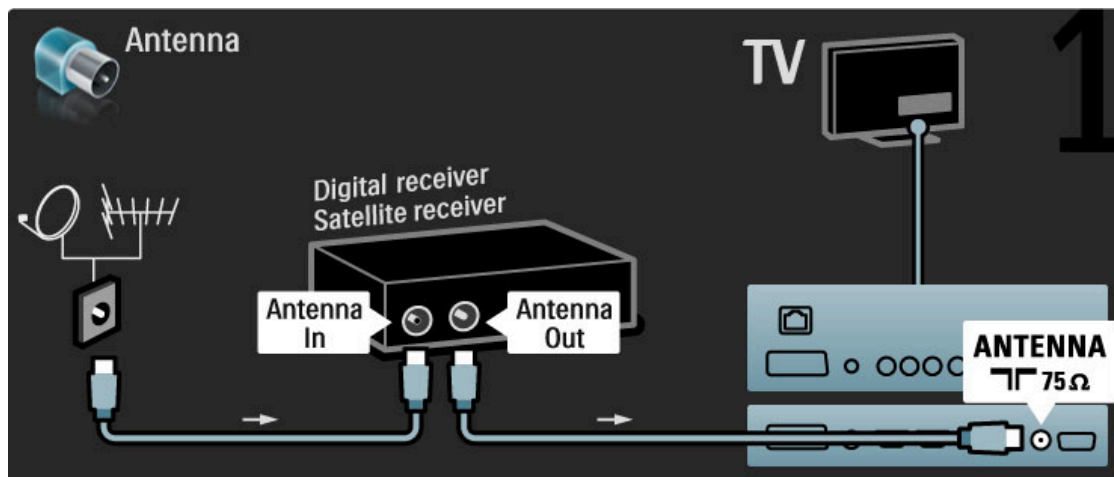 Antenna
TV
1
Digital receiver
Satellite receiver
Antenna
In
Antenna
Out
ANTENNA
75Ω